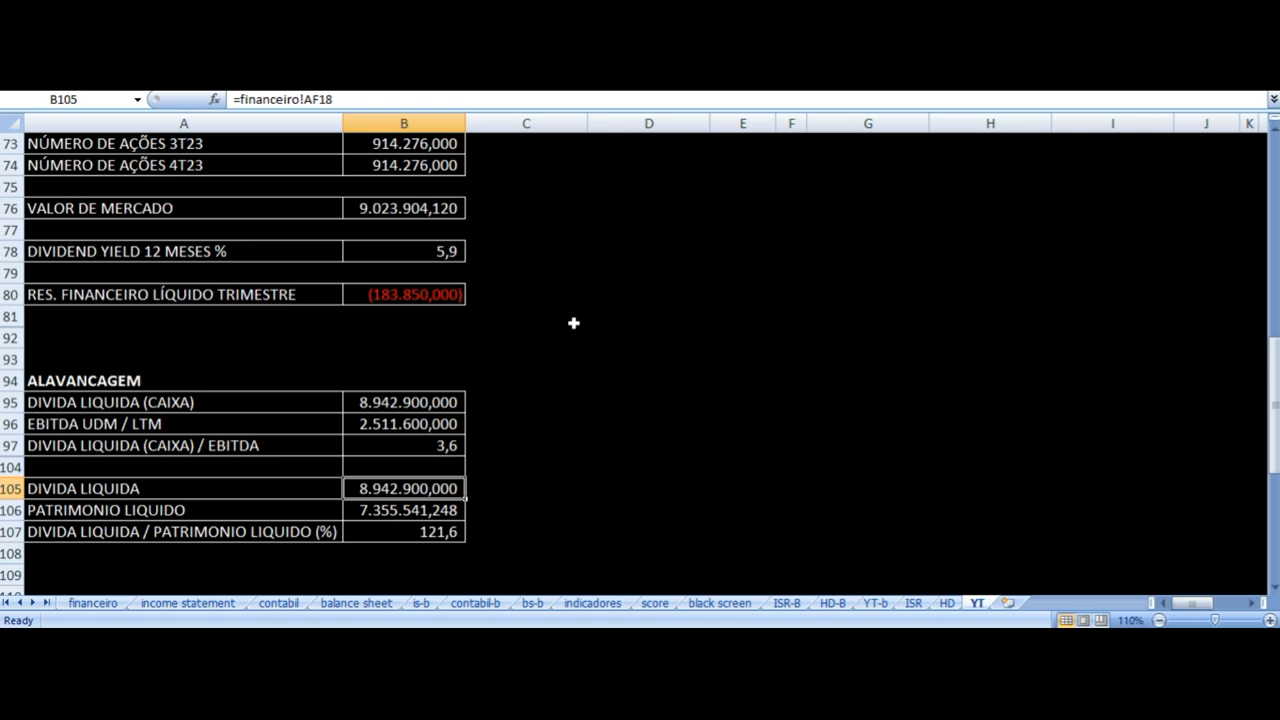 B105 fx =financeiro!AF18
A B C D E F G H I J K
73 NÚMERO DE AÇÕES 3T23 914.276,000
74 NÚMERO DE AÇÕES 4T23 914.276,000
75
76 VALOR DE MERCADO 9.023.904,120
77
78 DIVIDEND YIELD 12 MESES % 5,9
79
80 RES. FINANCEIRO LÍQUIDO TRIMESTRE (183.850,000)
81
92
93
94 ALAVANCAGEM
95 DIVIDA LIQUIDA (CAIXA) 8.942.900,000
96 EBITDA UDM / LTM 2.511.600,000
97 DIVIDA LIQUIDA (CAIXA) / EBITDA 3,6
104
105 DIVIDA LIQUIDA 8.942.900,000
106 PATRIMONIO LIQUIDO 7.355.541,248
107 DIVIDA LIQUIDA / PATRIMONIO LIQUIDO (%) 121,6
108
109
financeiro income statement contabil balance sheet is-b contabil-b bs-b indicadores score black screen ISR-B HD-B YT-b ISR HD YT
Ready 110%